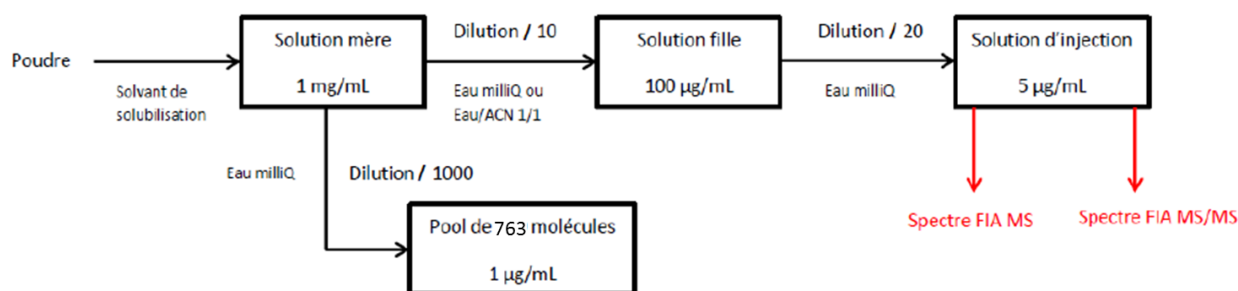 Poudre
Solvant de
solubilisation
Solution mère
1 mg/mL
Dilution / 10
Eau milliQ ou
Eau/ACN 1/1
Solution fille
100 µg/mL
Dilution / 20
Eau milliQ
Solution d'injection
5 µg/mL
Eau milliQ
Dilution / 1000
Pool de 763 molécules
1 µg/mL
Spectre FIA MS
Spectre FIA MS/MS